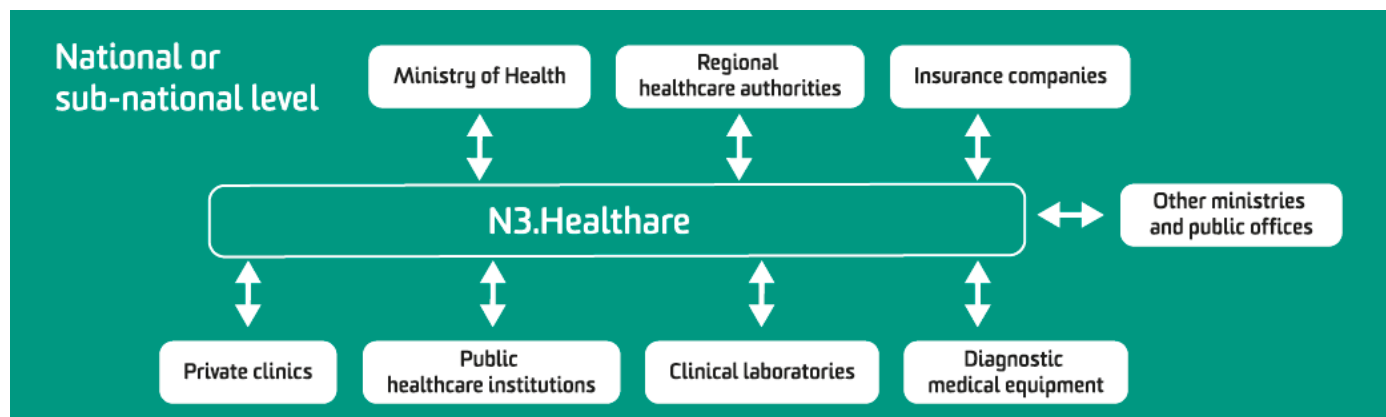 National or
sub-national level
Ministry of Health
Regional
healthcare authorities
Insurance companies
N3.Healthare
Other ministries
and public offices
Private clinics
Public
healthcare institutions
Clinical laboratories
Diagnostic
medical equipment